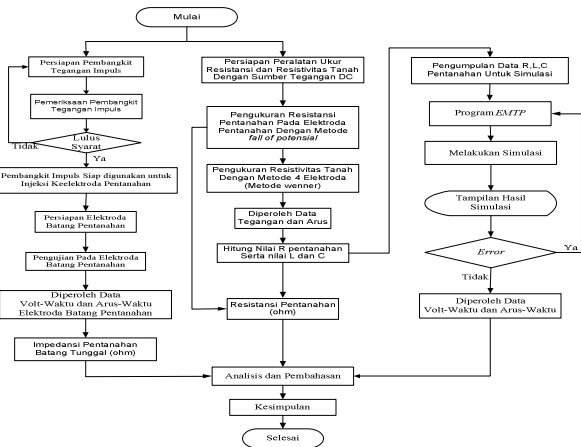 Mulai
Persiapan Pembangkit
Tegangan Impuls
Pemeriksaan Pembangkit
Tegangan Impuls
Lulus
Syarat
Tidak
Ya
Pembangkit Impuls Siap digunakan untuk
Injeksi Keelektroda Pentanahan
Persiapan Elektroda
Batang Pentanahan
Pengujian Pada Elektroda
Batang Pentanahan
Diperoleh Data
Volt-Waktu dan Arus-Waktu
Elektroda Batang Pentanahan
Impedansi Pentanahan
Batang Tunggal (ohm)
Persiapan Peralatan Ukur
Resistansi dan Resistivitas Tanah
Dengan Sumber Tegangan DC
Pengukuran Resistansi
Pentanahan Pada Elektroda
Pentanahan Dengan Metode
fall of potensial
Pengukuran Resistivitas Tanah
Dengan Metode 4 Elektroda
(Metode wenner)
Diperoleh Data
Tegangan dan Arus
Hitung Nilai R pentanahan
Serta nilai L dan C
Resistansi Pentanahan
(ohm)
Pengumpulan Data R,L,C
Pentanahan Untuk Simulasi
Program EMTP
Melakukan Simulasi
Tampilan Hasil
Simulasi
Error
Ya
Tidak
Diperoleh Data
Volt-Waktu dan Arus-Waktu
Analisis dan Pembahasan
Kesimpulan
Selesai